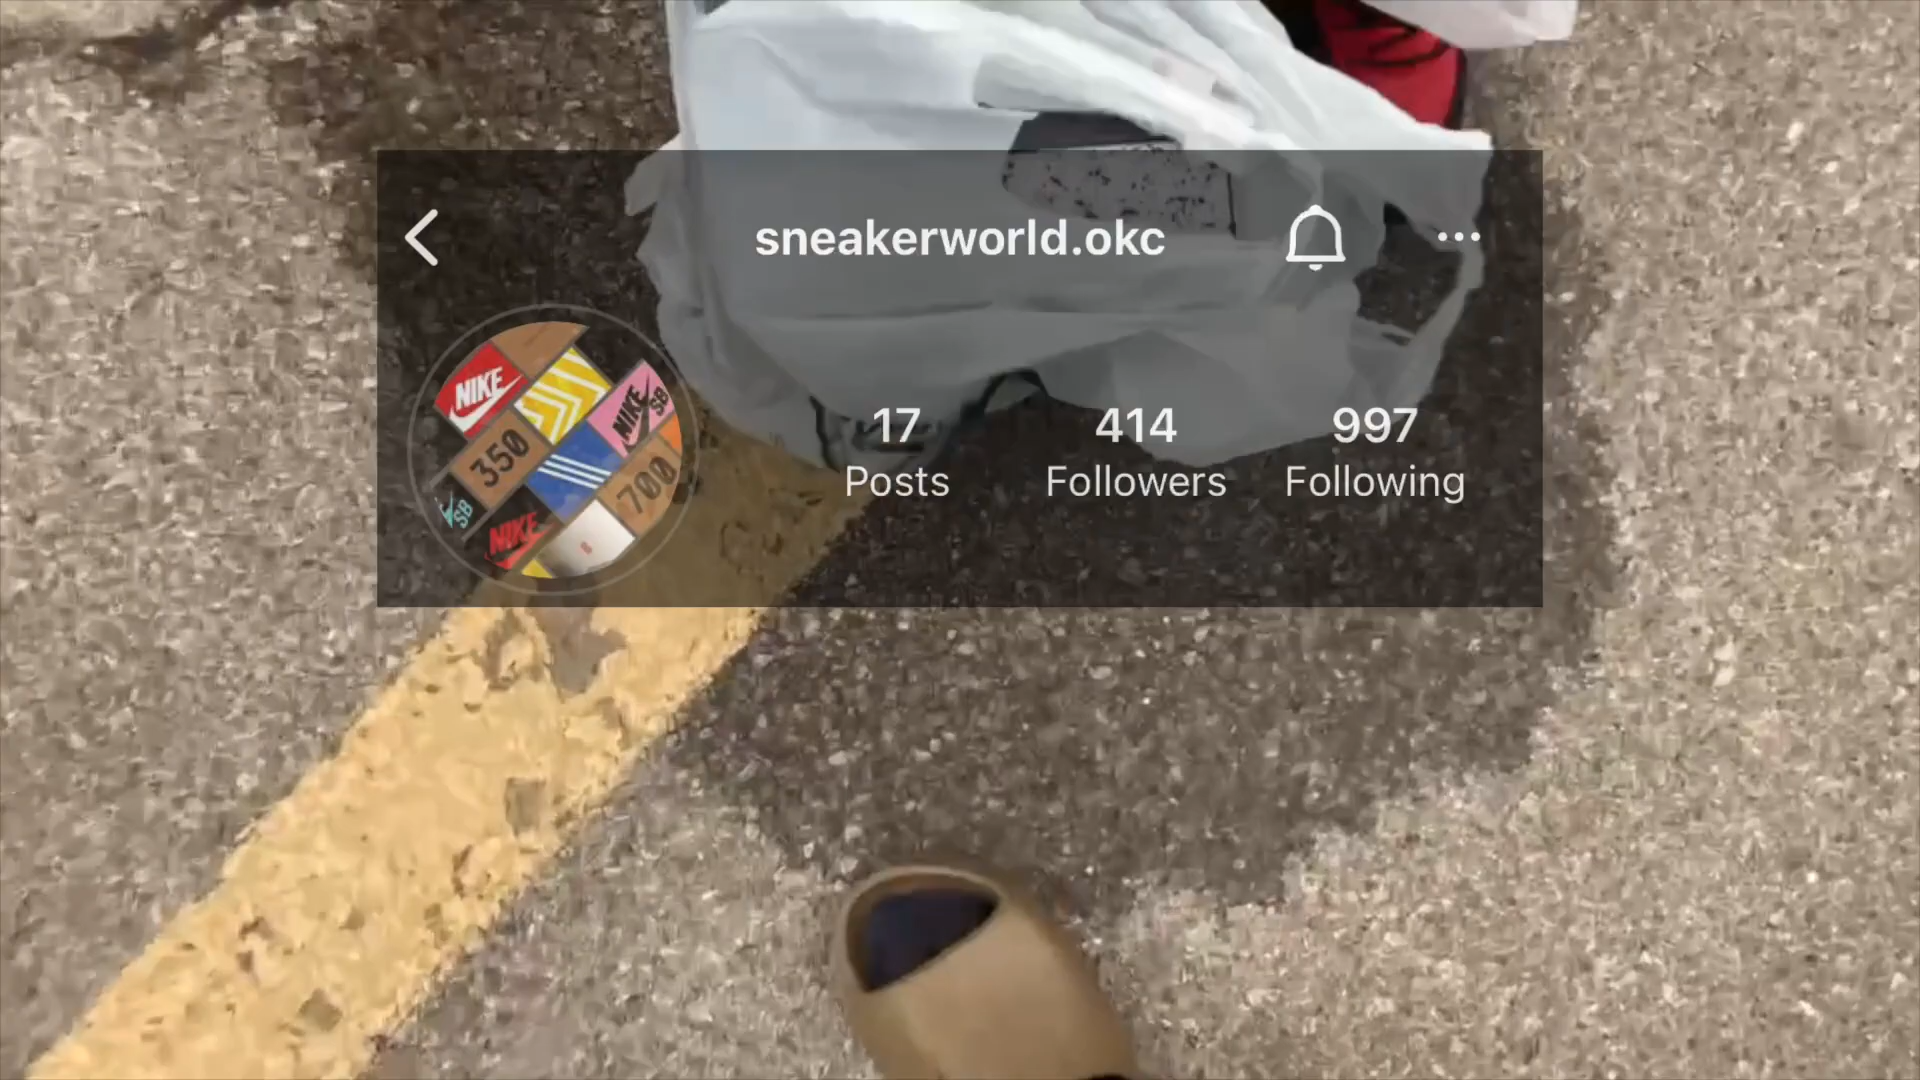 sneakerworld.okc
17 414 997
Posts Followers Following
NIKE
NIKE SB
350
700
SB
NIKE